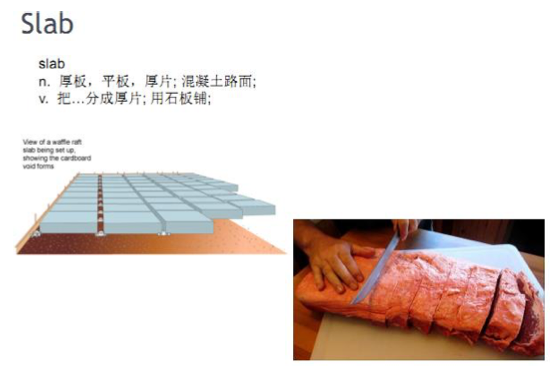 Slab
slab
n. 厚板，平板，厚片; 混凝土路面;
v. 把…分成厚片; 用石板铺;
View of a waffle raft
slab being set up,
showing the cardboard
void forms